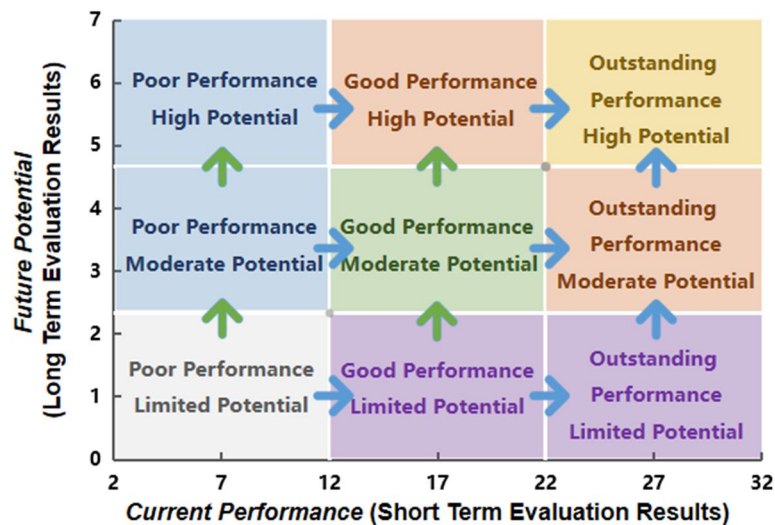 7
6
5
4
3
2
1
0
Future Potential
(Long Term Evaluation Results)
Poor Performance
High Potential
Good Performance
High Potential
Outstanding
Performance
High Potential
Poor Performance
Moderate Potential
Good Performance
Moderate Potential
Outstanding
Performance
Moderate Potential
Poor Performance
Limited Potential
Good Performance
Limited Potential
Outstanding
Performance
Limited Potential
2 7 12 17 22 27 32
Current Performance (Short Term Evaluation Results)